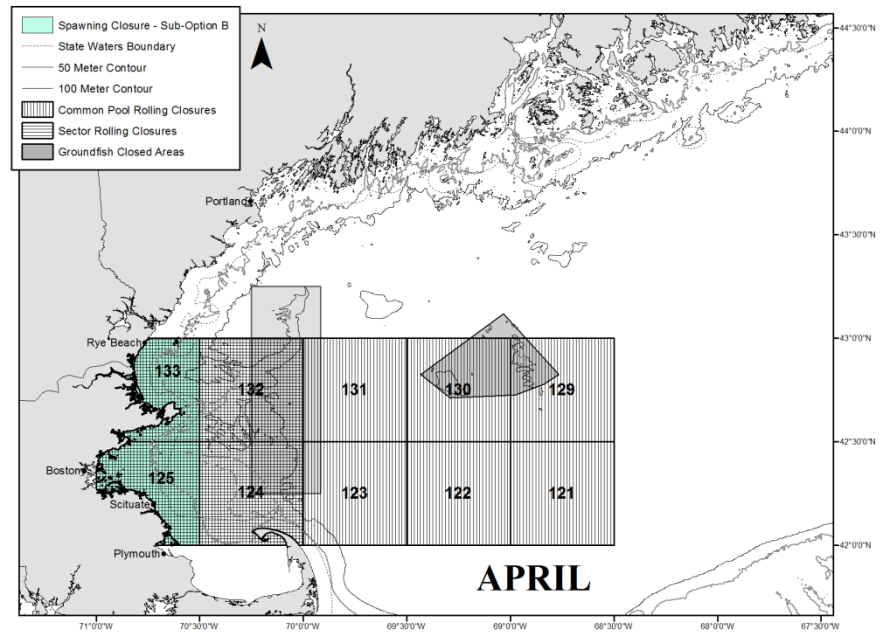 Spawning Closure - Sub-Option B
State Waters Boundary
50 Meter Contour
100 Meter Contour
Common Pool Rolling Closures
Sector Rolling Closures
Groundfish Closed Areas
N
44°30'0"N
44°0'0"N
Portland
43°30'0"N
Rye Beach
43°0'0"N
133
132
131
130
129
42°30'0"N
Boston
125
124
123
122
121
Scituate
Plymouth
42°0'0"N
APRIL
71°0'0"W
70°30'0"W
70°0'0"W
69°30'0"W
69°0'0"W
68°30'0"W
68°0'0"W
67°30'0"W